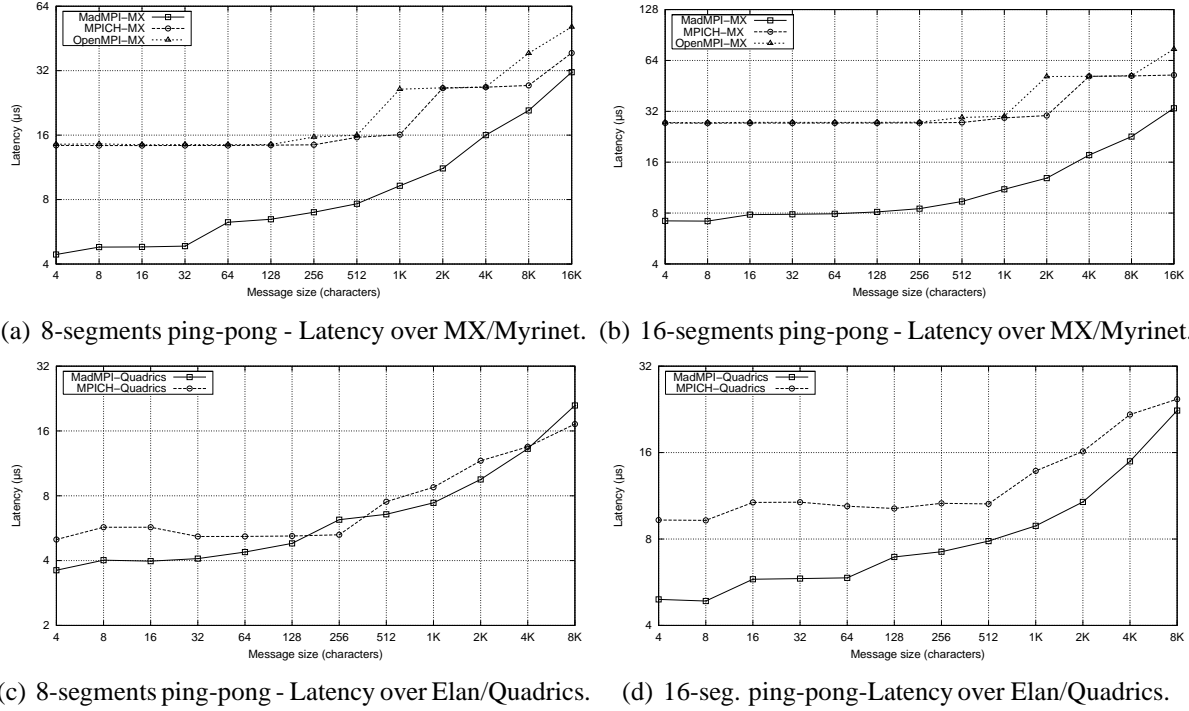 64
32
16
8
4
Latency (µs)
MadMPI−MX
MPICH−MX
OpenMPI−MX
4 8 16 32 64 128 256 512 1K 2K 4K 8K 16K
Message size (characters)
128
64
32
16
8
4
Latency (µs)
MadMPI−MX
MPICH−MX
OpenMPI−MX
4 8 16 32 64 128 256 512 1K 2K 4K 8K 16K
Message size (characters)
(a) 8-segments ping-pong - Latency over MX/Myrinet.
(b) 16-segments ping-pong - Latency over MX/Myrinet.
32
16
8
4
2
Latency (µs)
MadMPI−Quadrics
MPICH−Quadrics
4 8 16 32 64 128 256 512 1K 2K 4K 8K
Message size (characters)
32
16
8
4
Latency (µs)
MadMPI−Quadrics
MPICH−Quadrics
4 8 16 32 64 128 256 512 1K 2K 4K 8K
Message size (characters)
(c) 8-segments ping-pong - Latency over Elan/Quadrics.
(d) 16-seg. ping-pong-Latency over Elan/Quadrics.